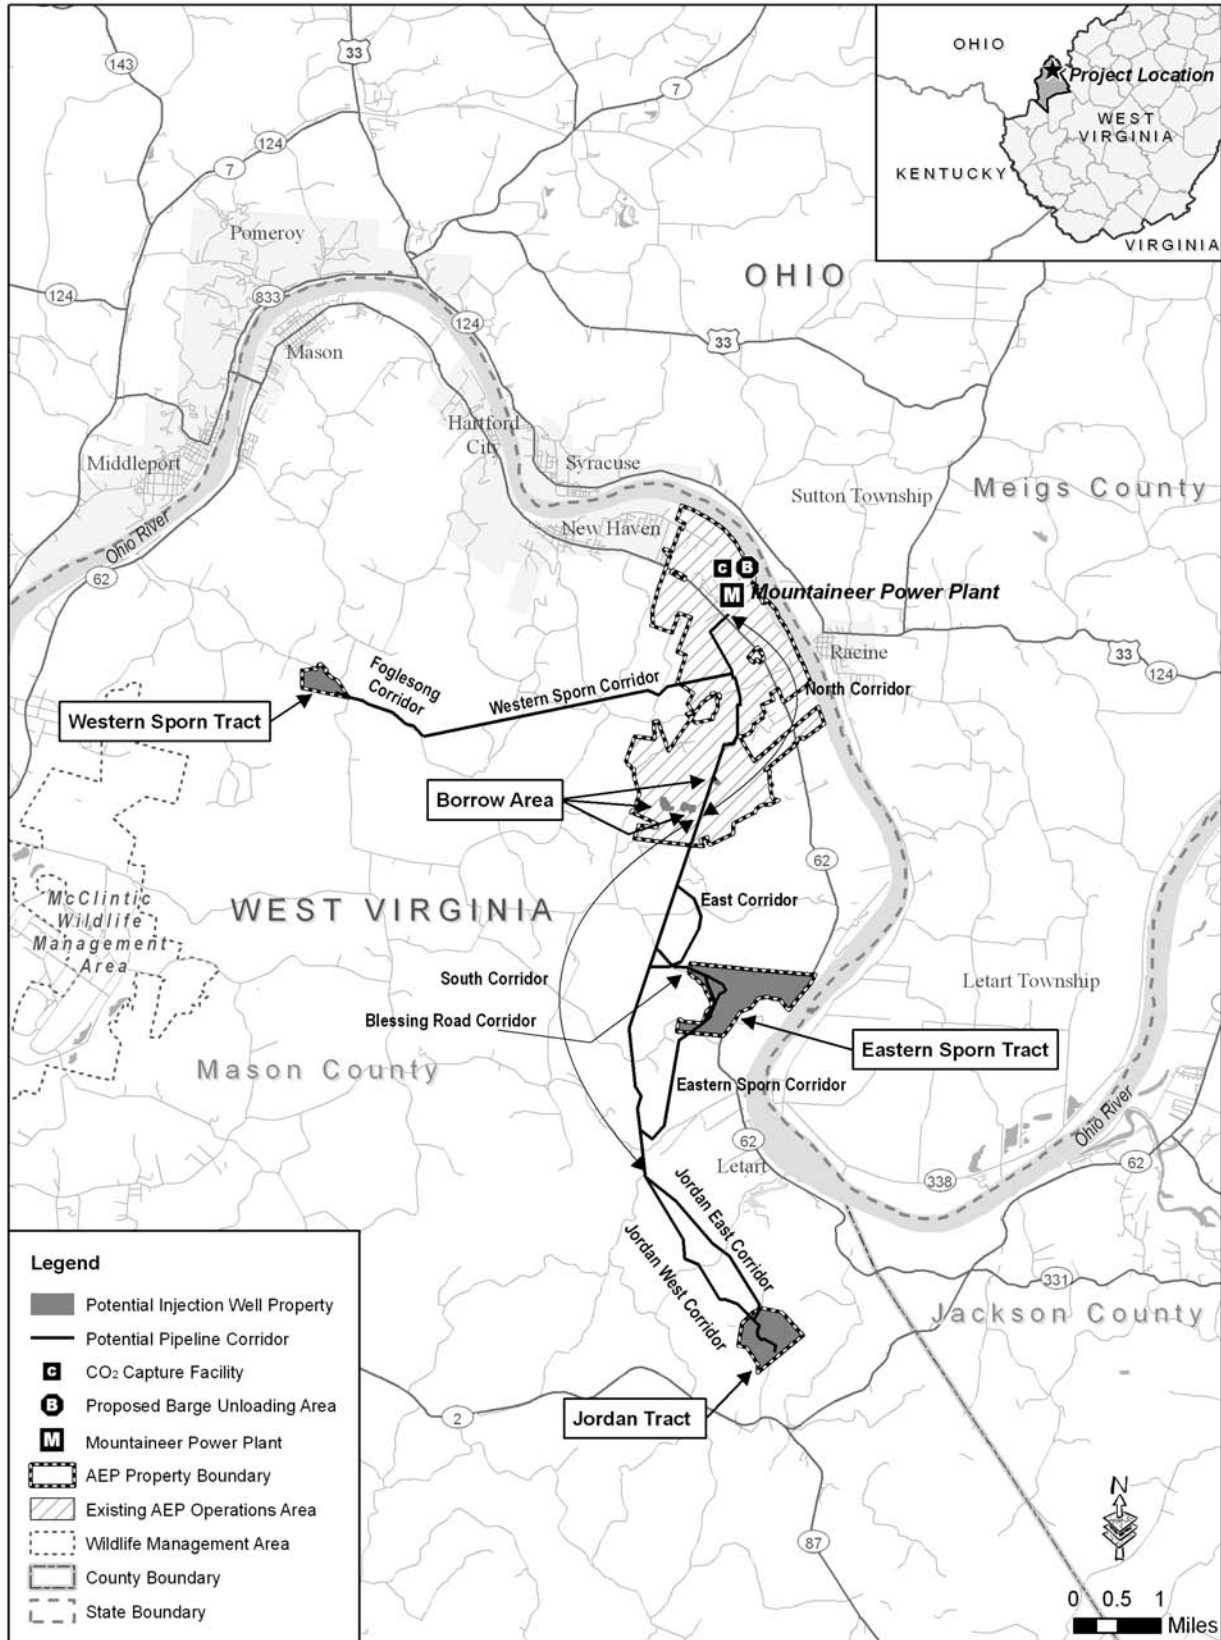 143
33
7
OHIO
Project Location
WEST
VIRGINIA
KENTUCKY
VIRGINIA
124
7
Pomeroy
OHIO
124
833
124
33
Mason
Hartford
City
Middleport
Syracuse
Sutton Township
Meigs County
New Haven
Ohio River
62
C
B
M
Mountaineer Power Plant
Racine
33
124
Foglesong
Corridor
Western Sporn Corridor
North Corridor
Western Sporn Tract
Borrow Area
62
McClintic
Wildlife
Management
Area
WEST VIRGINIA
East Corridor
South Corridor
Letart Township
Blessing Road Corridor
Eastern Sporn Tract
Mason County
Eastern Sporn Corridor
Ohio River
62
Letart
62
338
Jordan East Corridor
Jordan West Corridor
331
Jackson County
Jordan Tract
2
87
Legend
Potential Injection Well Property
Potential Pipeline Corridor
C
CO₂ Capture Facility
B
Proposed Barge Unloading Area
M
Mountaineer Power Plant
AEP Property Boundary
Existing AEP Operations Area
Wildlife Management Area
County Boundary
State Boundary
N
0 0.5 1
Miles